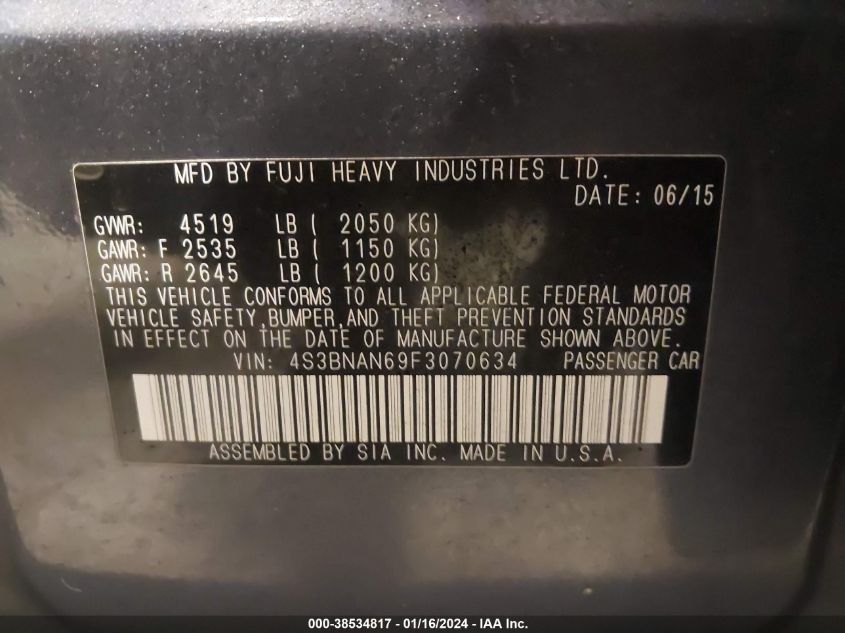 MFD BY FUJI HEAVY INDUSTRIES LTD.
DATE: 06/15
GVWR: 4519 LB ( 2050 KG)
GAWR: F 2535 LB ( 1150 KG)
GAWR: R 2645 LB ( 1200 KG)
THIS VEHICLE CONFORMS TO ALL APPLICABLE FEDERAL MOTOR
VEHICLE SAFETY,BUMPER,AND THEFT PREVENTION STANDARDS
IN EFFECT ON THE DATE OF MANUFACTURE SHOWN ABOVE.
VIN: 4S3BNAN69F3070634 PASSENGER CAR
ASSEMBLED BY SIA INC. MADE IN U.S.A.
000-38534817 - 01/16/2024 - IAA Inc.